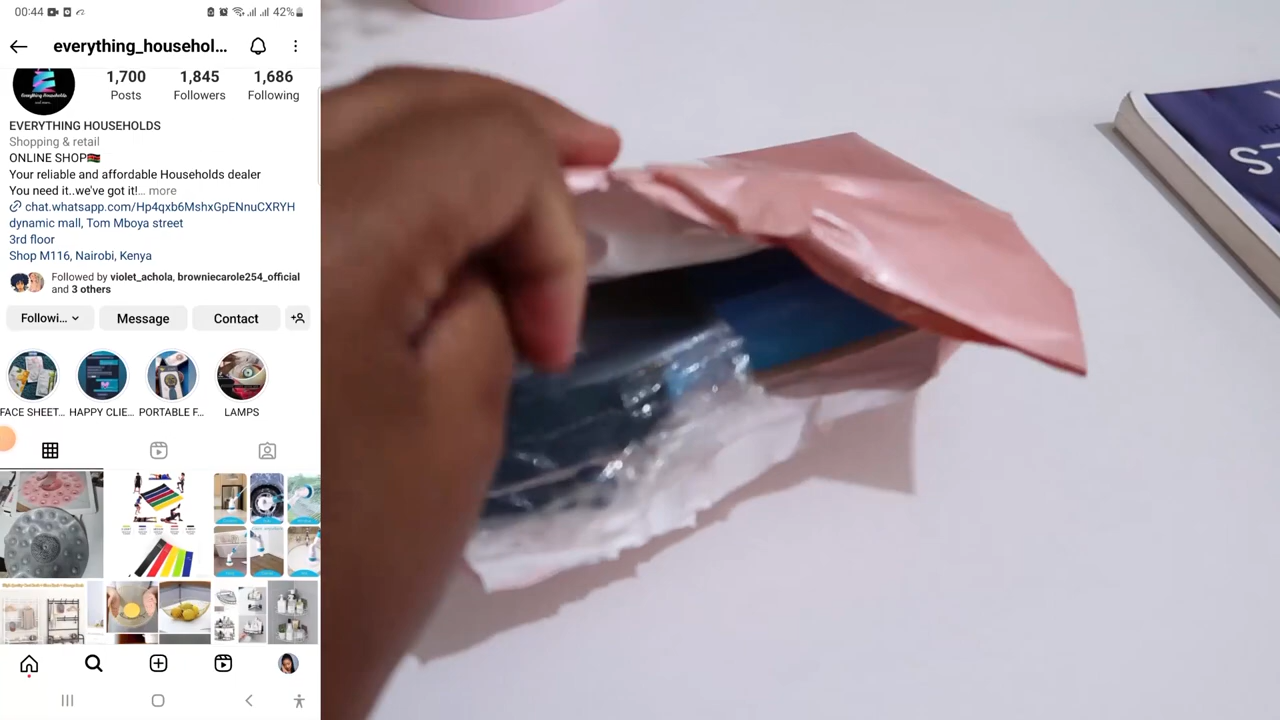 00:44
42%
everything_househol...
1,700
1,845
1,686
Posts
Followers
Following
EVERYTHING HOUSEHOLDS
Shopping & retail
ONLINE SHOP🇰🇪
Your reliable and affordable Households dealer
You need it..we've got it!... more
chat.whatsapp.com/Hp4qxb6MshxGpENnuCXRYH
dynamic mall, Tom Mboya street
3rd floor
Shop M116, Nairobi, Kenya
Followed by violet_achola, browniecarole254_official
and 3 others
Followi...
Message
Contact
FACE SHEET...
HAPPY CLIE...
PORTABLE F...
LAMPS
ST